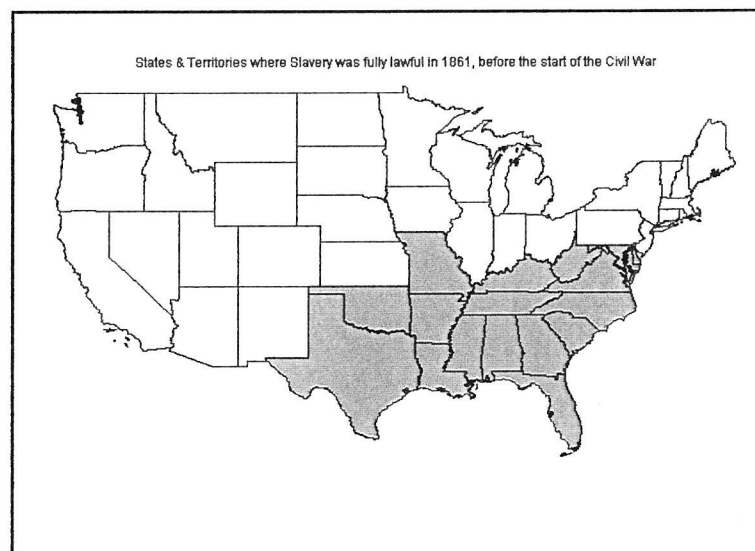 States & Territories where Slavery was fully lawful in 1861, before the start of the Civil War